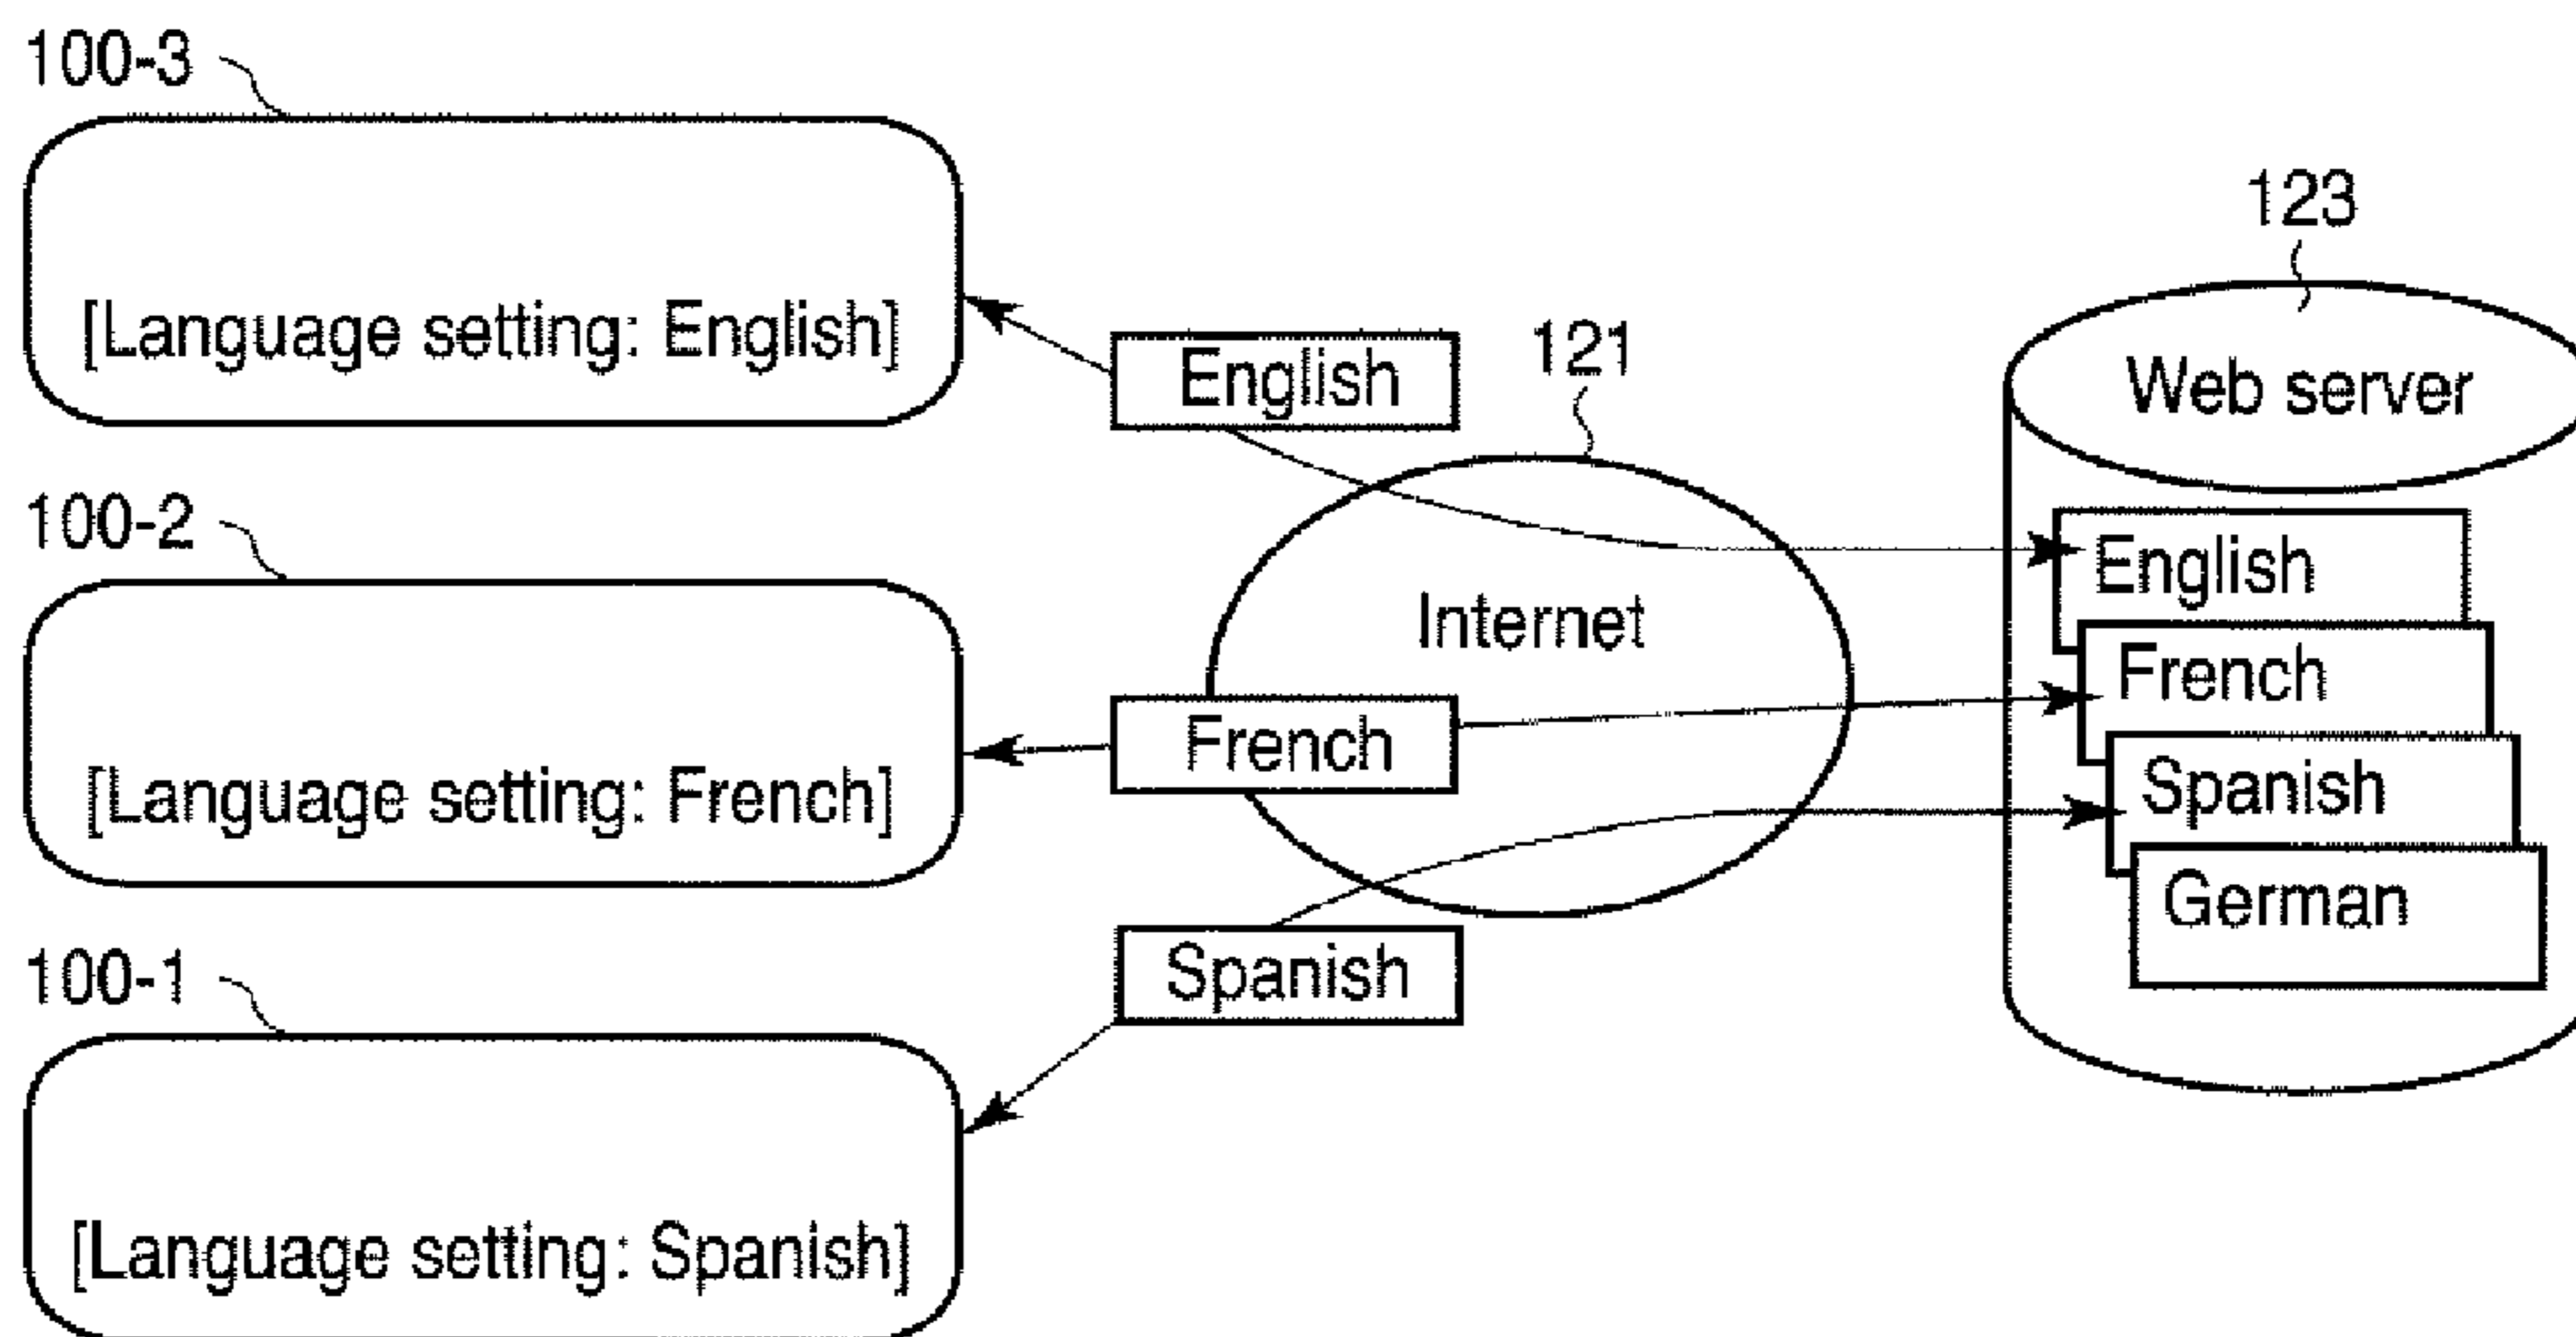 100-3
[Language setting: English]
English
123
Web server
121
Internet
English
French
Spanish
German
100-2
[Language setting: French]
French
100-1
[Language setting: Spanish]
Spanish